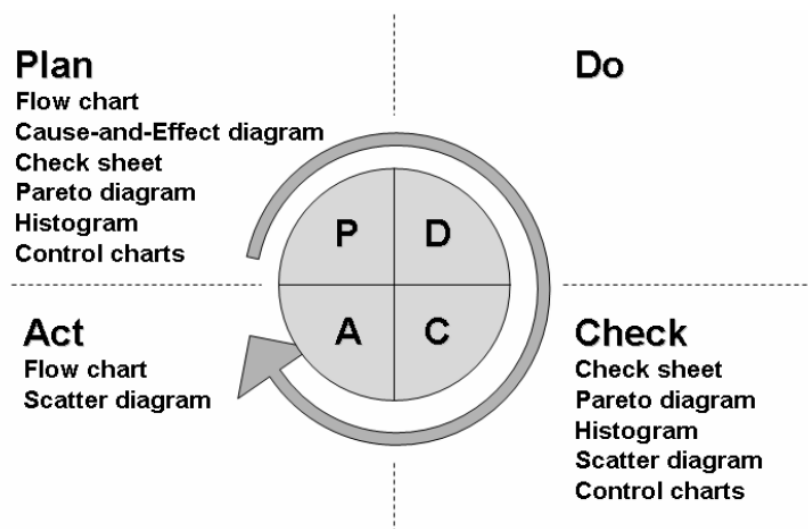 Plan
Flow chart
Cause-and-Effect diagram
Check sheet
Pareto diagram
Histogram
Control charts
Do
P
D
A
C
Act
Flow chart
Scatter diagram
Check
Check sheet
Pareto diagram
Histogram
Scatter diagram
Control charts